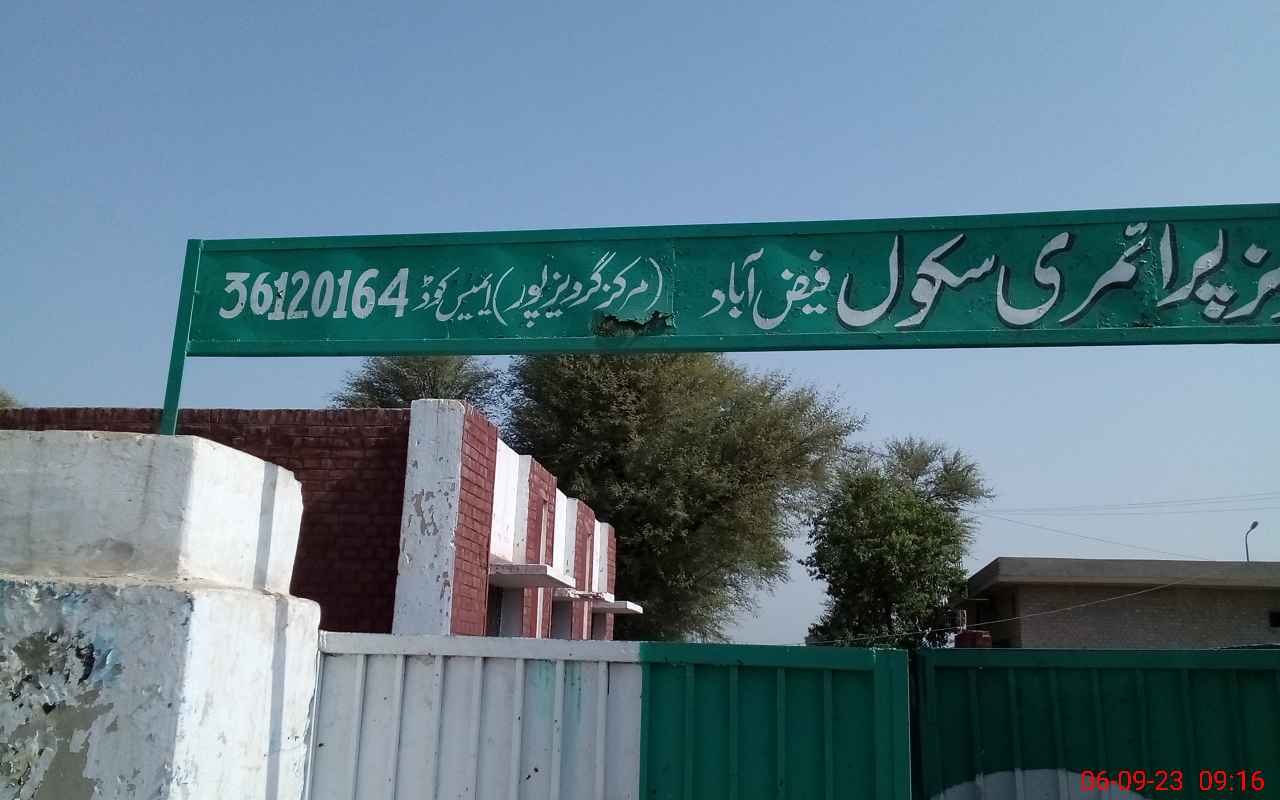 پرائمری سکول فیض آباد (مرکز گردیزپور) ایمیس کوڈ 36120164
06-09-23 09:16